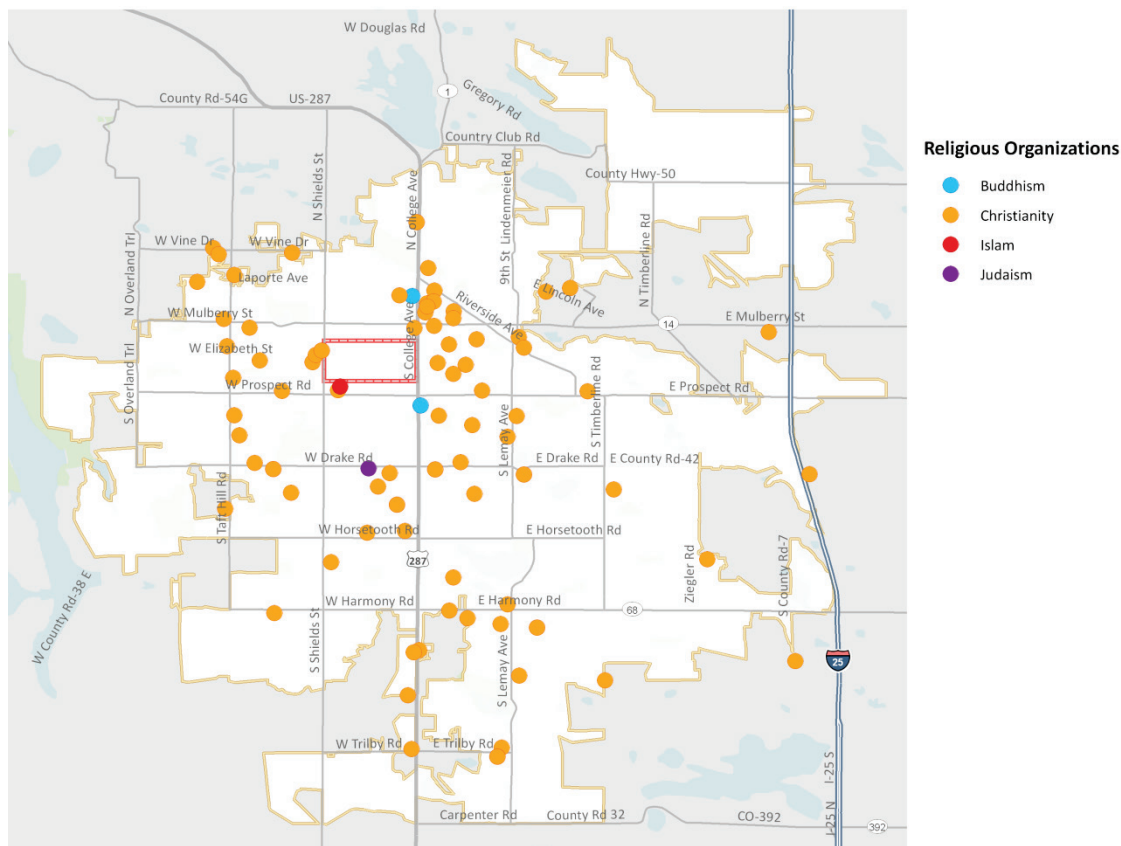 W Douglas Rd
1
Gregory Rd
County Rd-54G
US-287
Country Club Rd
County Hwy-50
N Shields St
N College Ave
9th St Lindenmeier Rd
N Timberline Rd
N Overland Trl
W Vine Dr
W Vine Dr
Laporte Ave
E Lincoln Ave
Riverside Ave
W Mulberry St
14
E Mulberry St
W Elizabeth St
S College Ave
S Overland Trl
W Prospect Rd
E Prospect Rd
S Timberline Rd
S Lemay Ave
W Drake Rd
E Drake Rd
E County Rd-42
S Taft Hill Rd
W Horsetooth Rd
E Horsetooth Rd
287
Ziegler Rd
S County Rd-7
W County Rd-38 E
W Harmony Rd
E Harmony Rd
68
S Shields St
S Lemay Ave
25
W Trilby Rd
E Trilby Rd
I-25 S
I-25 N
Carpenter Rd
County Rd 32
CO-392
392
Religious Organizations
Buddhism
Christianity
Islam
Judaism